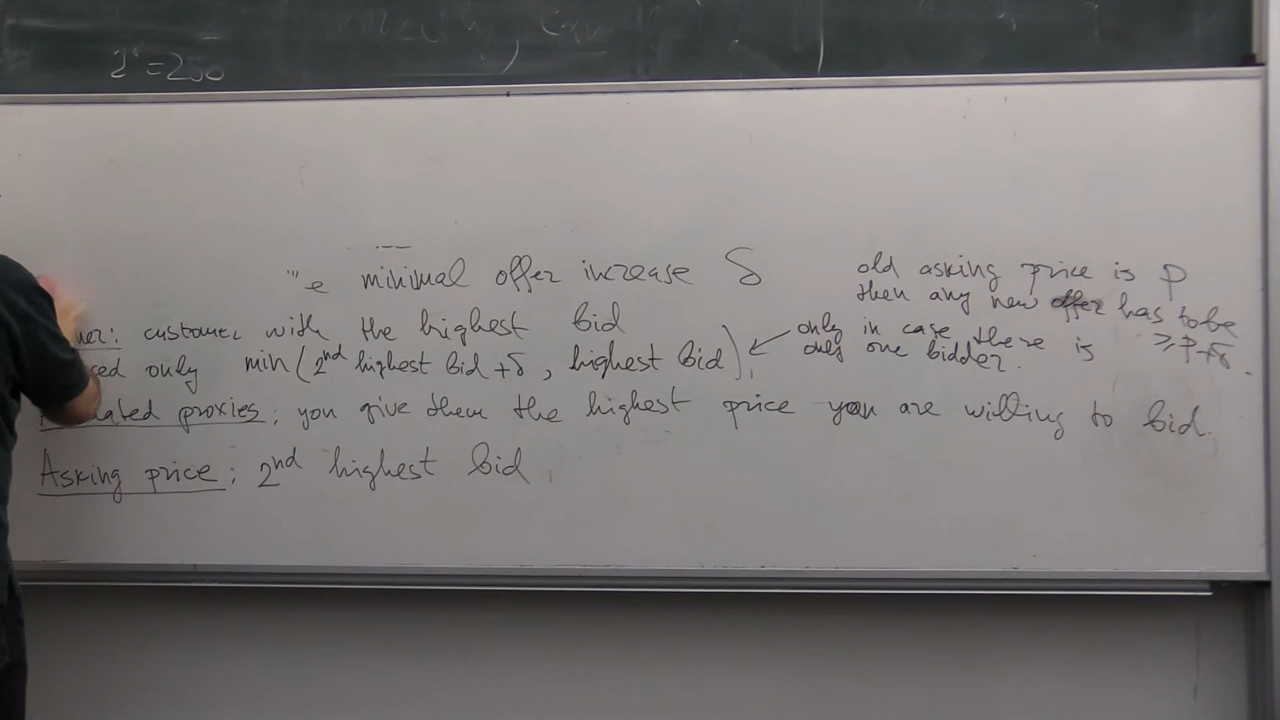 2 = 200
e minimal offer increase δ
old asking price is p
then any new offer has to be
≥ p+δ.
ner: customer with the highest bid
ced only min(2nd highest bid + δ, highest bid)
only in case there is
only one bidder.
ated proxies: you give them the highest price you are willing to bid.
Asking price: 2nd highest bid.